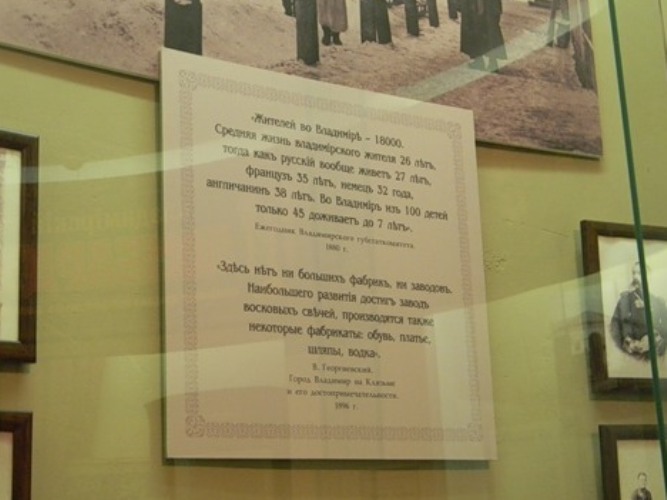 «Жителей во Владимірѣ – 18000.
Средняя жизнь владимірского жителя 26 лѣтъ,
тогда какъ русскій вообще живетъ 27 лѣтъ,
французъ 35 лѣтъ, немецъ 32 года,
англичанинъ 38 лѣтъ. Во Владиміръ изъ 100 детей
только 45 доживаетъ до 7 лѣтъ».
Ежегодник Владимирского губстаткомитета.
1880 г.
«Здѣсь нѣтъ ни большихъ фабрикъ, ни заводовъ.
Наибольшего развитія достигъ заводъ
восковыхъ свѣчей, производятся также
некоторые фабрикаты: обувь, платье,
шляпы, водка».
В. Георгиевский.
Город Владимир на Клязьме
и его достопримечательности.
1896 г.